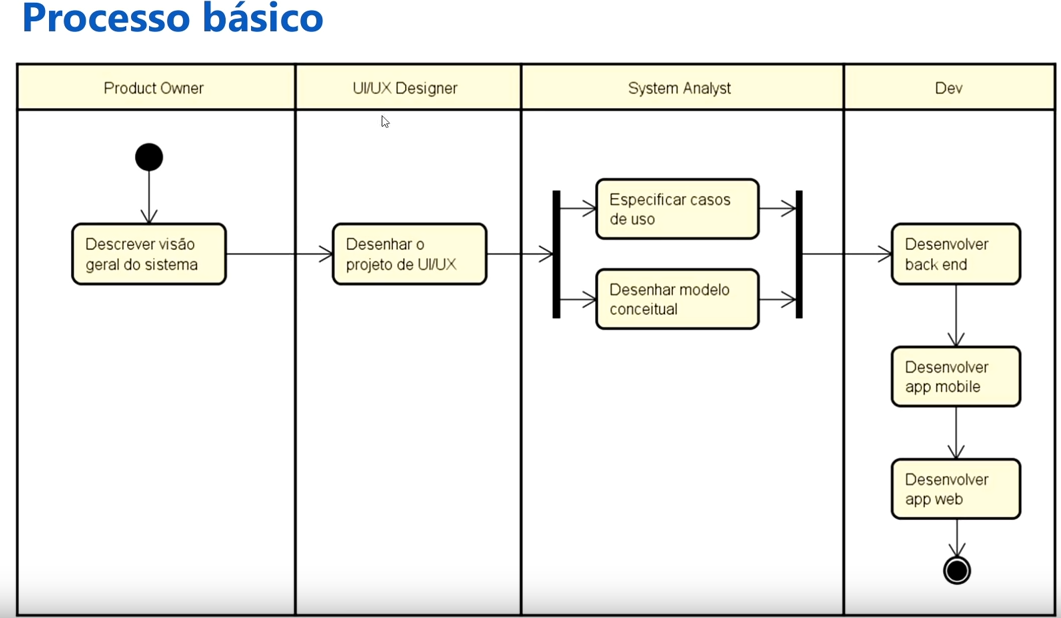 Processo básico
Product Owner
UI/UX Designer
System Analyst
Dev
Descrever visão
geral do sistema
Desenhar o
projeto de UI/UX
Especificar casos
de uso
Desenhar modelo
conceitual
Desenvolver
back end
Desenvolver
app mobile
Desenvolver
app web